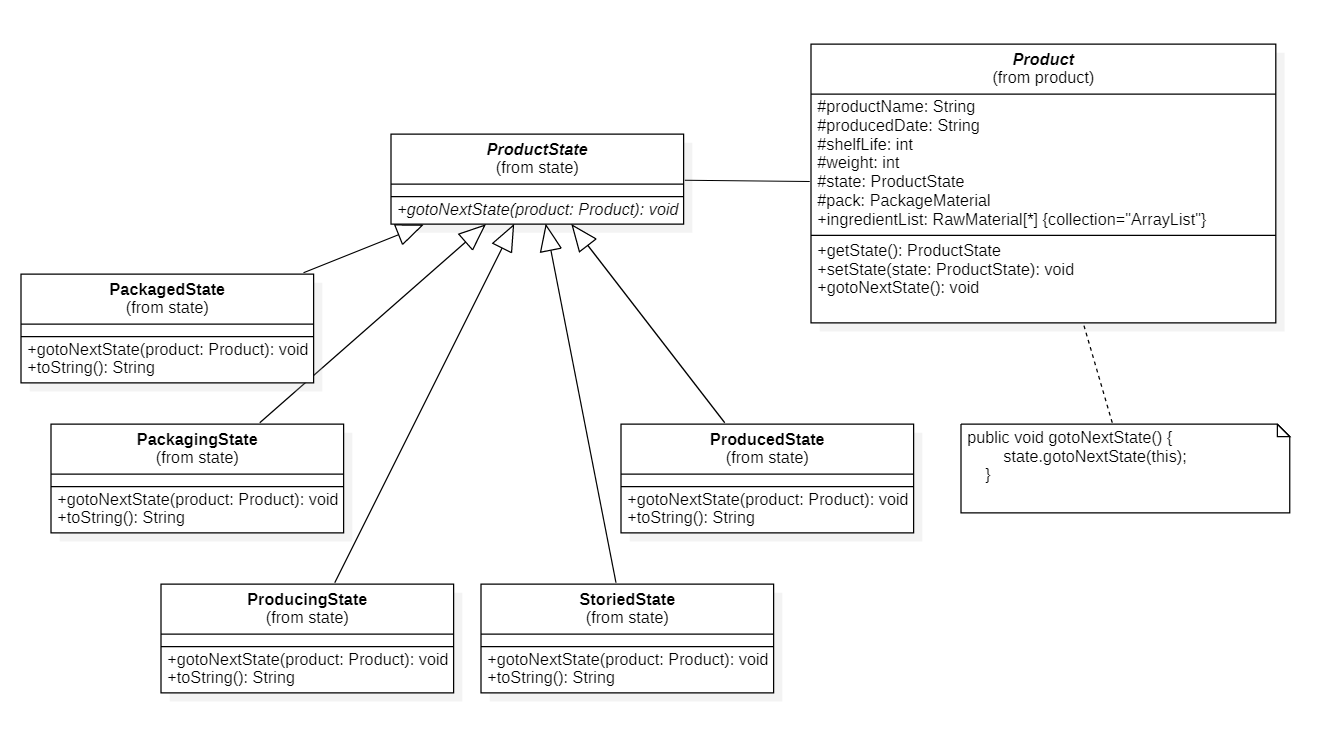 Product
(from product)
#productName: String
#producedDate: String
#shelfLife: int
#weight: int
#state: ProductState
#pack: PackageMaterial
+ingredientList: RawMaterial[*] {collection="ArrayList"}
+getState(): ProductState
+setState(state: ProductState): void
+gotoNextState(): void
ProductState
(from state)
+gotoNextState(product: Product): void
PackagedState
(from state)
+gotoNextState(product: Product): void
+toString(): String
PackagingState
(from state)
+gotoNextState(product: Product): void
+toString(): String
ProducedState
(from state)
+gotoNextState(product: Product): void
+toString(): String
public void gotoNextState() {
state.gotoNextState(this);
}
ProducingState
(from state)
+gotoNextState(product: Product): void
+toString(): String
StoriedState
(from state)
+gotoNextState(product: Product): void
+toString(): String